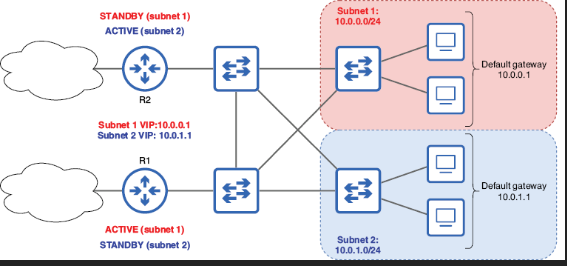 STANDBY (subnet 1)
ACTIVE (subnet 2)
R2
Subnet 1 VIP:10.0.0.1
Subnet 2 VIP: 10.0.1.1
R1
ACTIVE (subnet 1)
STANDBY (subnet 2)
Subnet 1:
10.0.0.0/24
Default gateway
10.0.0.1
Default gateway
10.0.1.1
Subnet 2:
10.0.1.0/24